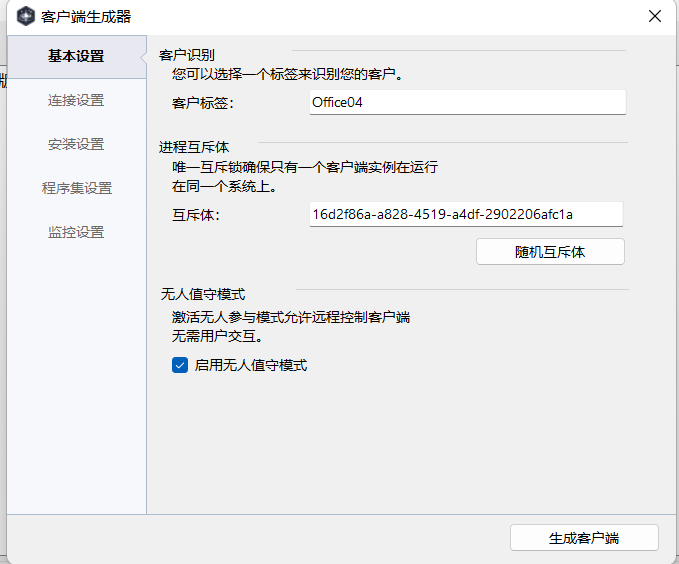 客户端生成器
基本设置
连接设置
安装设置
程序集设置
监控设置
客户识别
您可以选择一个标签来识别您的客户。
客户标签:
Office04
进程互斥体
唯一互斥锁确保只有一个客户端实例在运行
在同一个系统上。
互斥体:
16d2f86a-a828-4519-a4df-2902206afc1a
随机互斥体
无人值守模式
激活无人参与模式允许远程控制客户端
无需用户交互。
启用无人值守模式
生成客户端